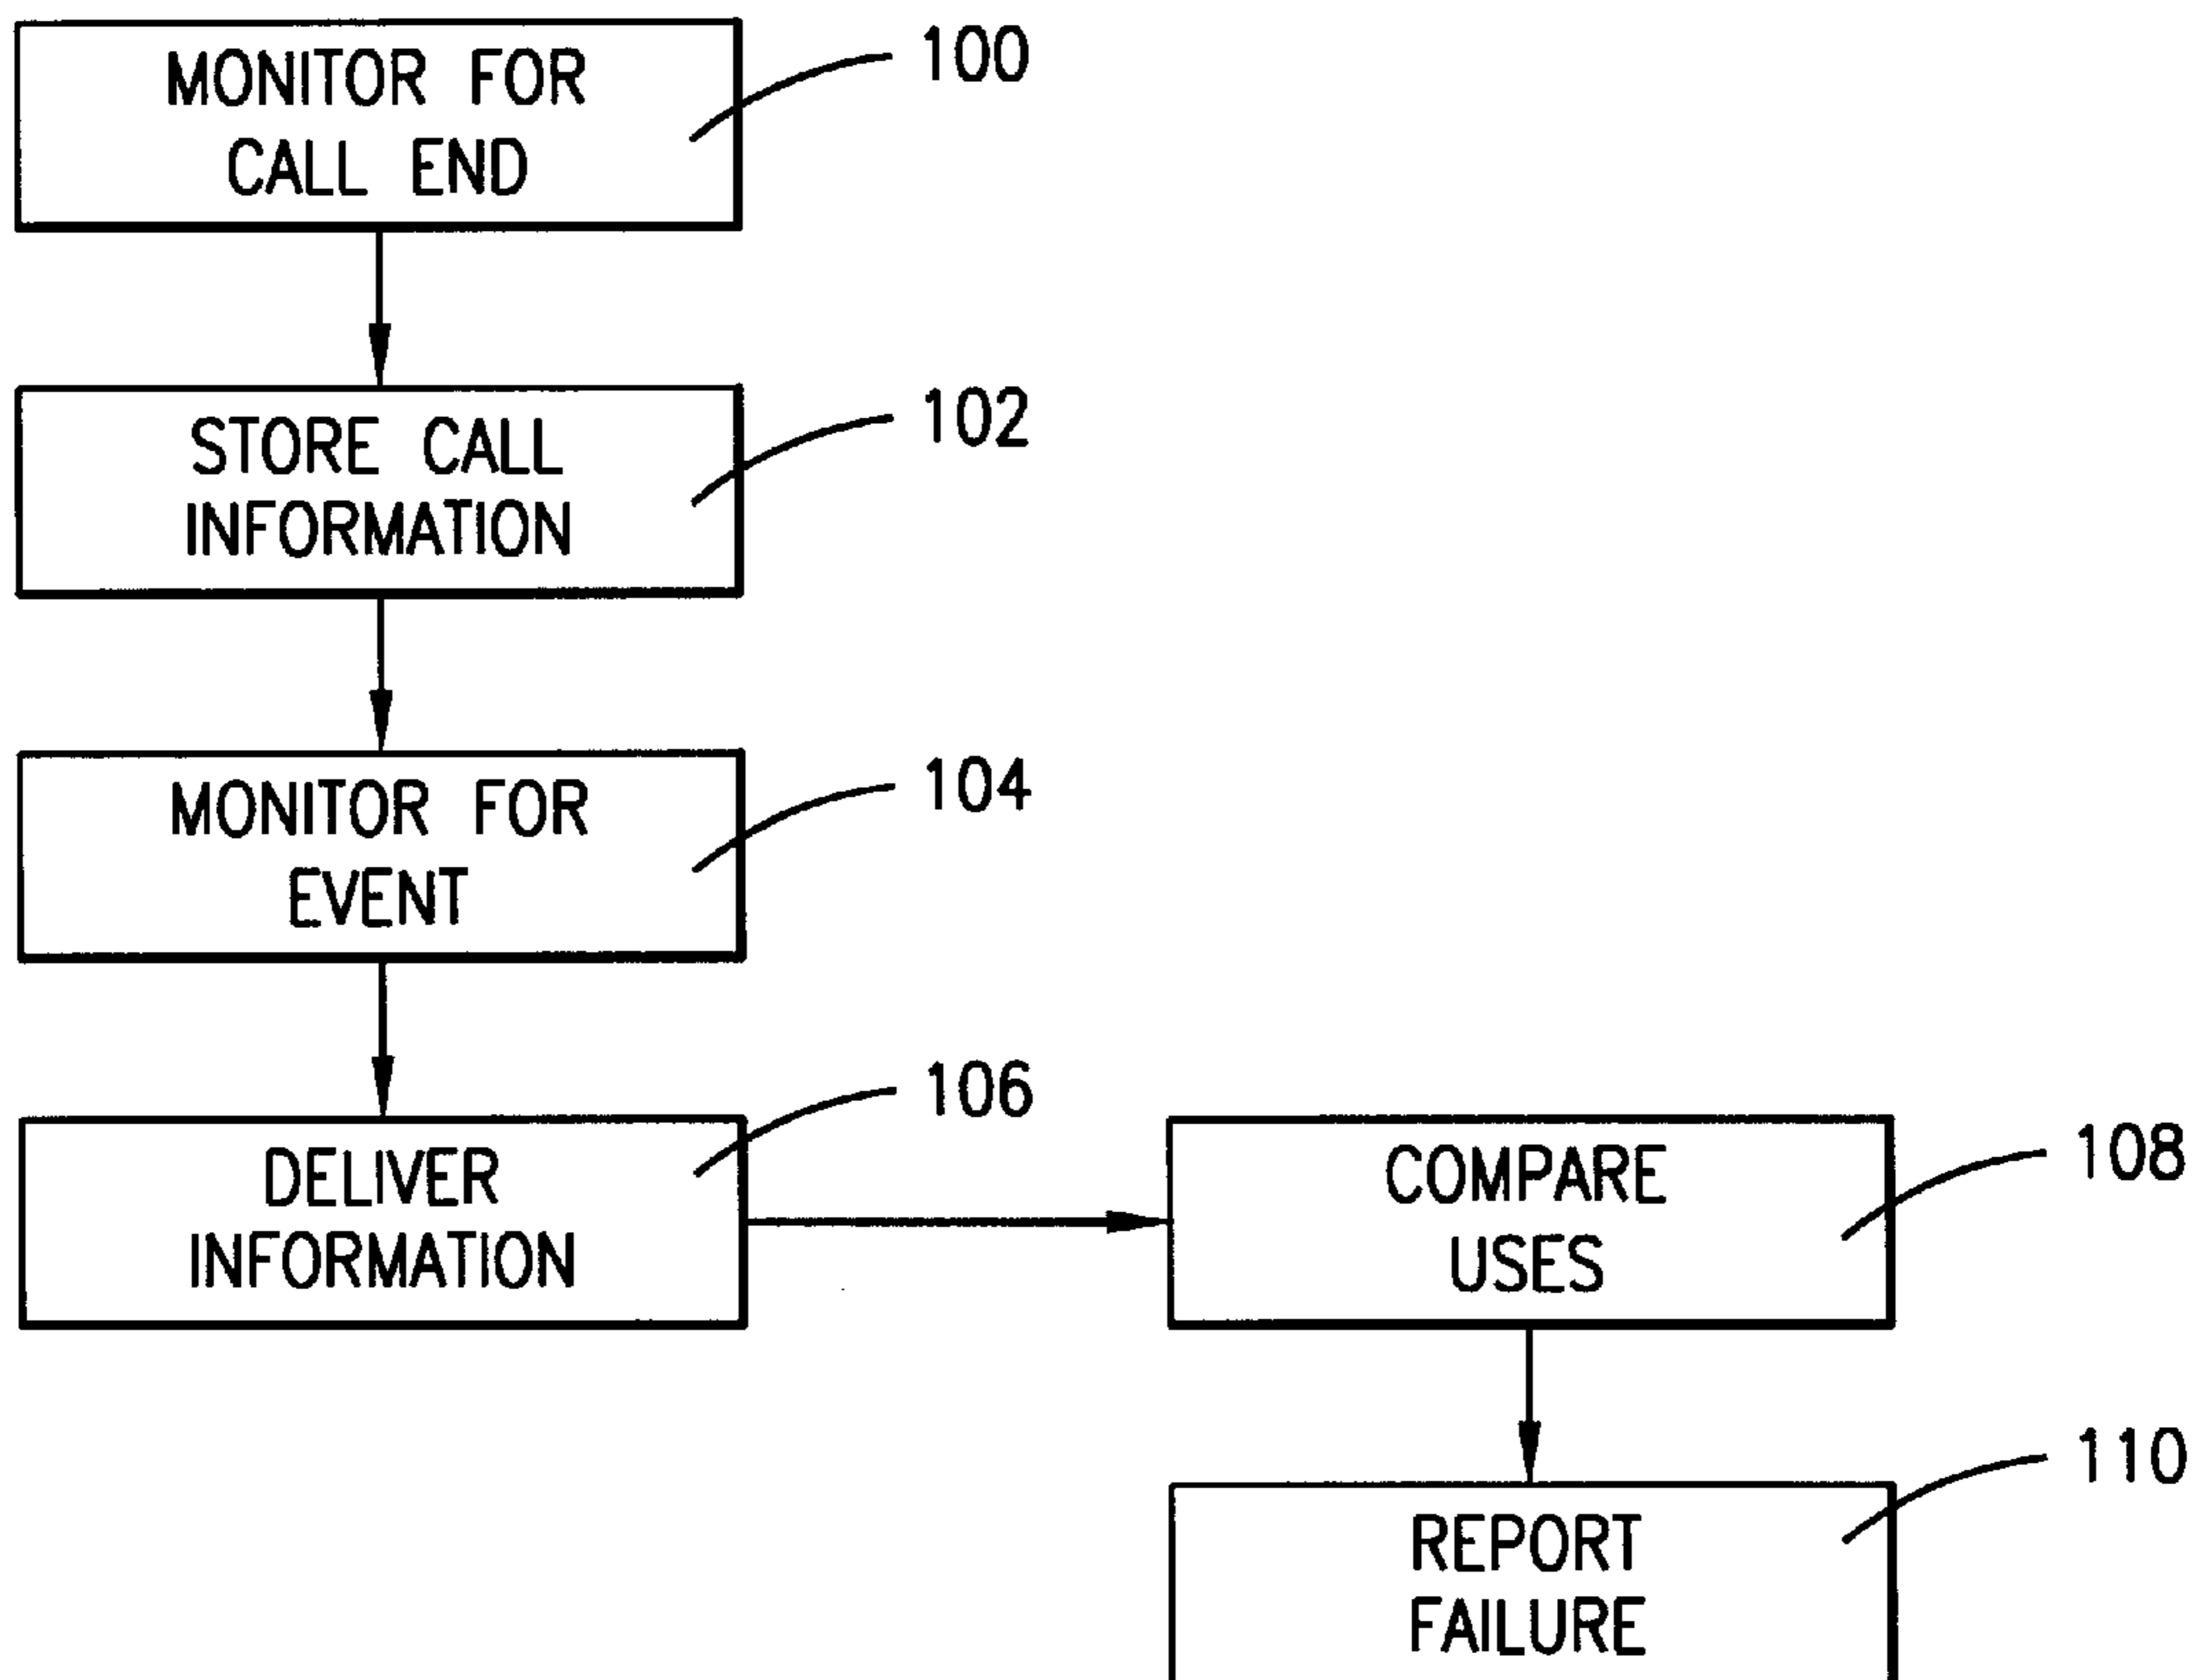 MONITOR FOR
CALL END
100
STORE CALL
INFORMATION
102
MONITOR FOR
EVENT
104
DELIVER
INFORMATION
106
COMPARE
USES
108
REPORT
FAILURE
110